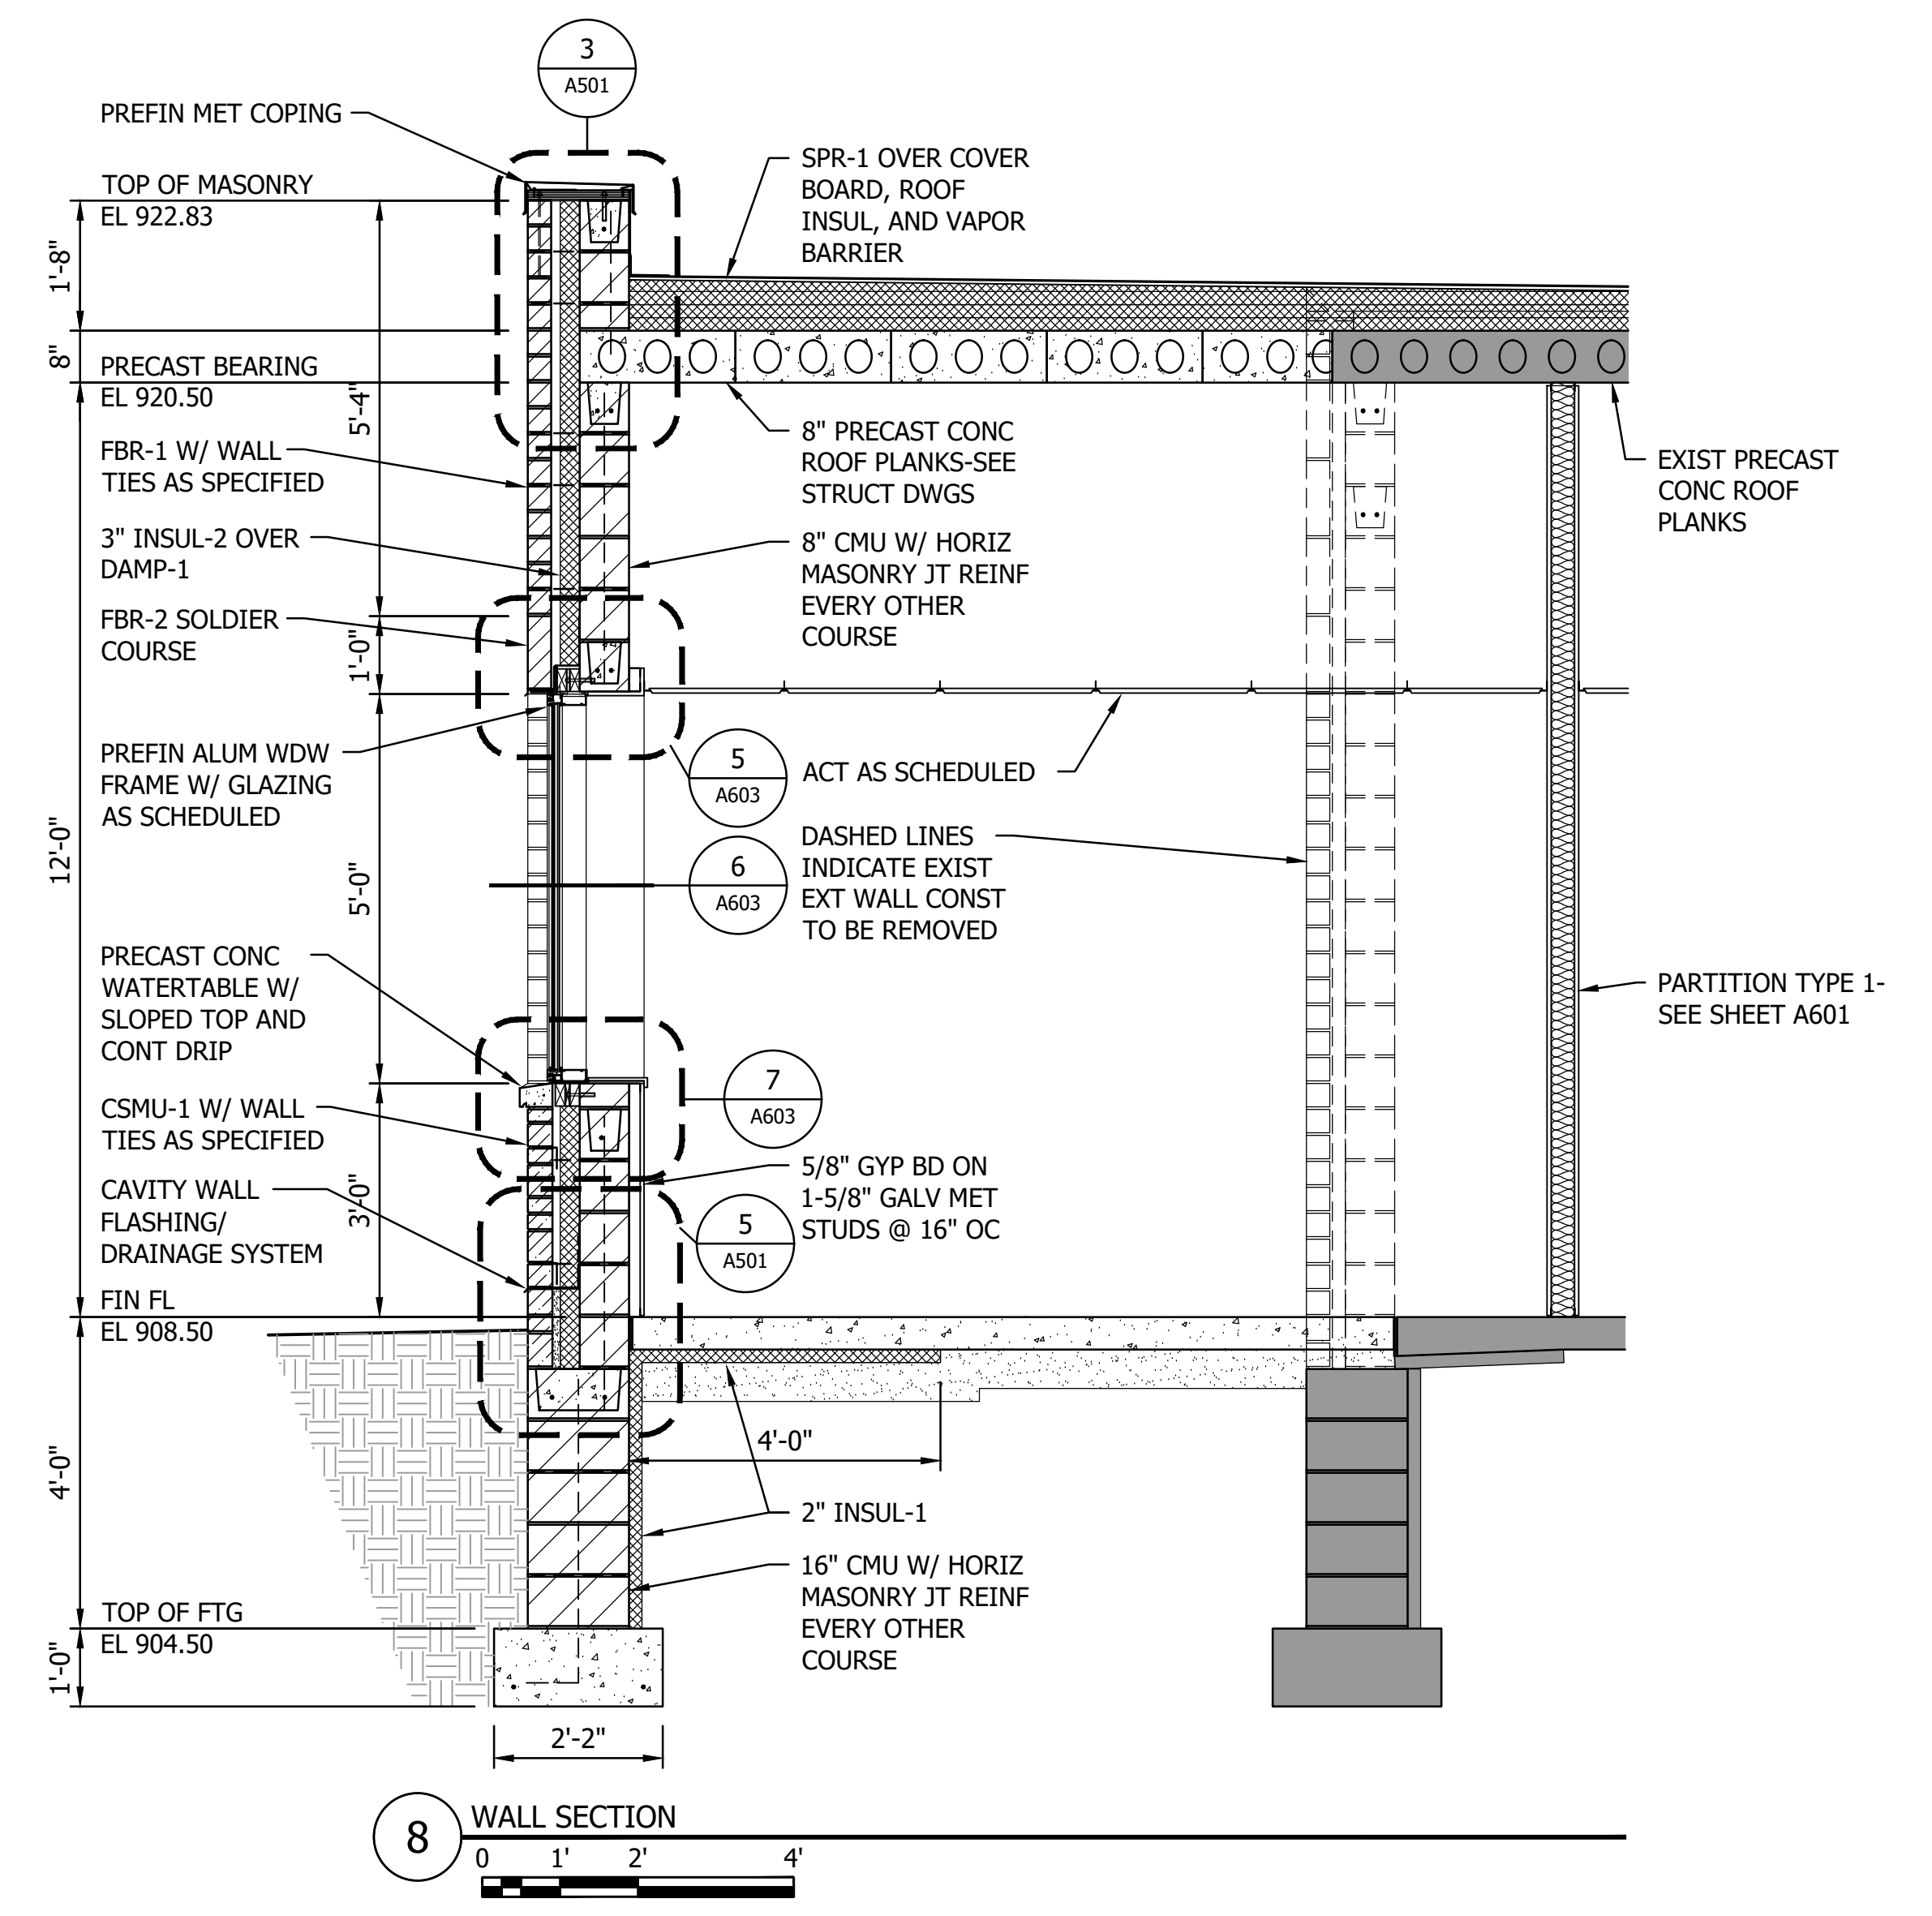 3
A501
PREFIN MET COPING
TOP OF MASONRY
EL 922.83
1'-8"
8"
PRECAST BEARING
EL 920.50
5'-4"
FBR-1 W/ WALL
TIES AS SPECIFIED
3" INSUL-2 OVER
DAMP-1
FBR-2 SOLDIER
COURSE
1'-0"
PREFIN ALUM WDW
FRAME W/ GLAZING
AS SCHEDULED
12'-0"
5'-0"
PRECAST CONC
WATERTABLE W/
SLOPED TOP AND
CONT DRIP
CSMU-1 W/ WALL
TIES AS SPECIFIED
CAVITY WALL
FLASHING/
DRAINAGE SYSTEM
3'-0"
FIN FL
EL 908.50
4'-0"
TOP OF FTG
EL 904.50
1'-0"
2'-2"
SPR-1 OVER COVER
BOARD, ROOF
INSUL, AND VAPOR
BARRIER
8" PRECAST CONC
ROOF PLANKS-SEE
STRUCT DWGS
8" CMU W/ HORIZ
MASONRY JT REINF
EVERY OTHER
COURSE
5
A603
ACT AS SCHEDULED
6
A603
DASHED LINES
INDICATE EXIST
EXT WALL CONST
TO BE REMOVED
7
A603
5/8" GYP BD ON
1-5/8" GALV MET
STUDS @ 16" OC
5
A501
4'-0"
2" INSUL-1
16" CMU W/ HORIZ
MASONRY JT REINF
EVERY OTHER
COURSE
EXIST PRECAST
CONC ROOF
PLANKS
PARTITION TYPE 1-
SEE SHEET A601
8
WALL SECTION
0 1' 2' 4'